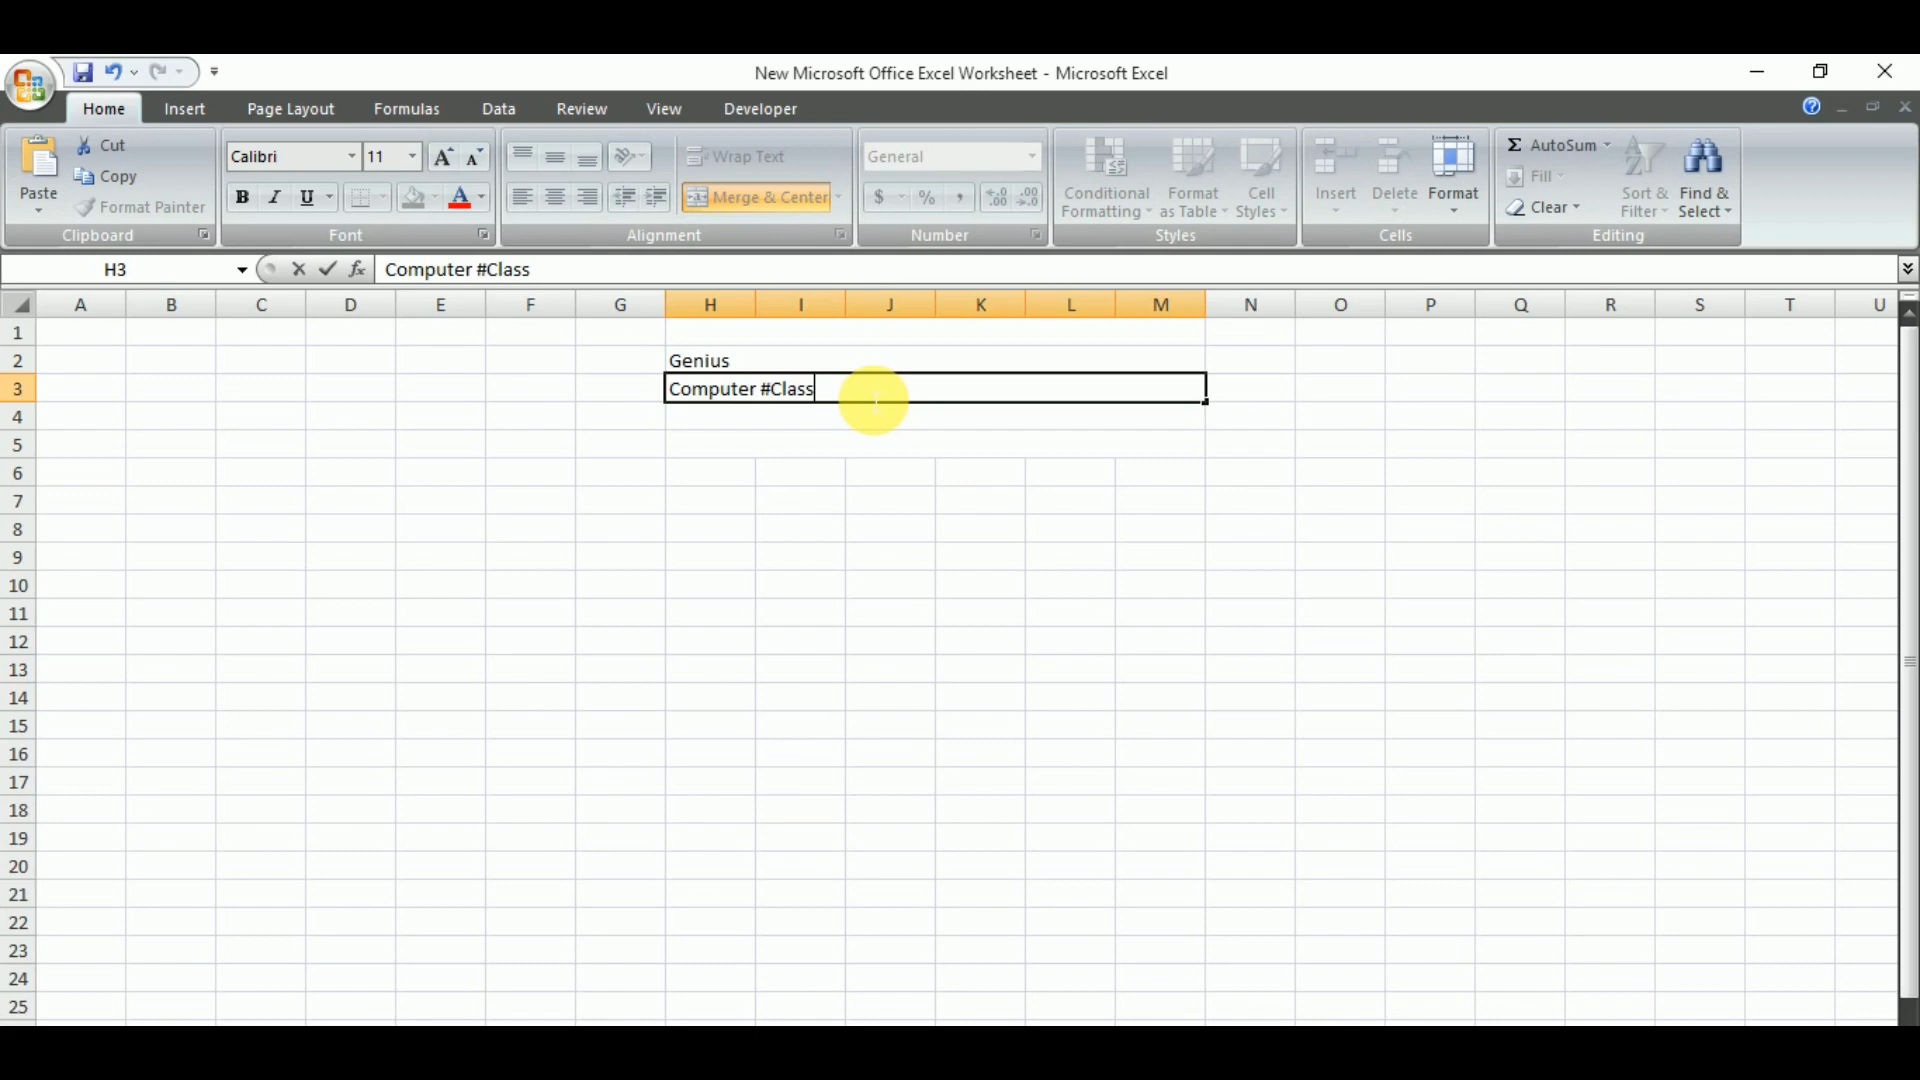 New Microsoft Office Excel Worksheet - Microsoft Excel
Home Insert Page Layout Formulas Data Review View Developer
Paste Cut Copy Format Painter
Clipboard
Calibri 11
B I U A
Font
Wrap Text
Merge & Center
Alignment
General
$ % ,
Number
Conditional Formatting Format as Table Cell Styles
Styles
Insert Delete Format
Cells
Σ AutoSum
Fill
Clear
Sort & Filter Find & Select
Editing
H3 fx Computer #Class
A B C D E F G H I J K L M N O P Q R S T U
1
2 Genius
3 Computer #Class
4
5
6
7
8
9
10
11
12
13
14
15
16
17
18
19
20
21
22
23
24
25